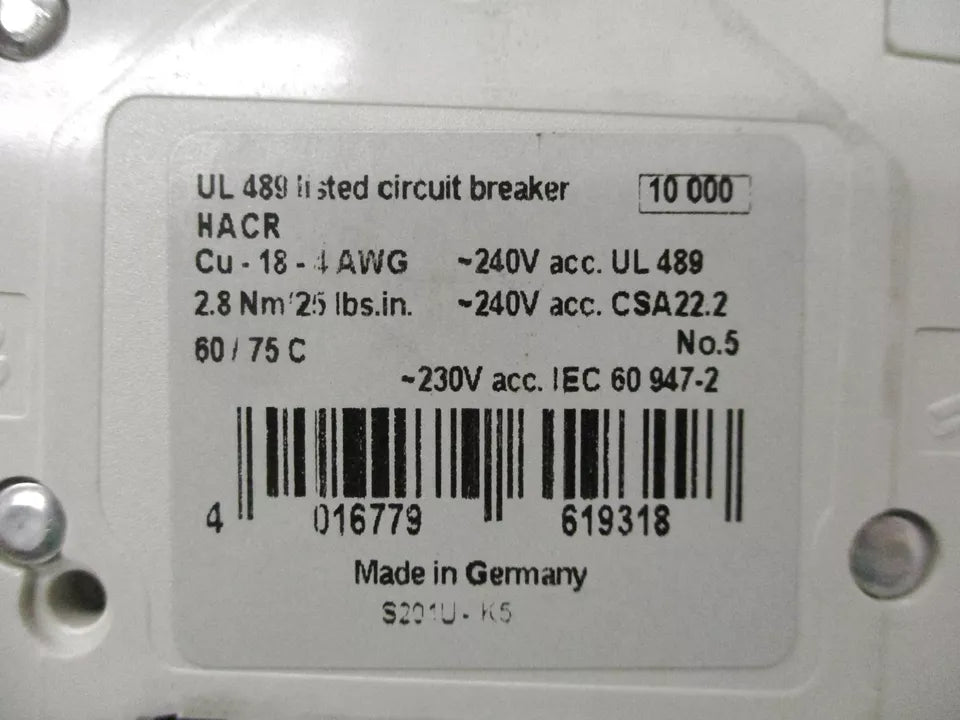 UL 489 listed circuit breaker
10 000
HACR
Cu - 18 - 4 AWG
~240V acc. UL 489
2.8 Nm/25 lbs.in.
~240V acc. CSA22.2
No.5
60 / 75 C
~230V acc. IEC 60 947-2
4 016779 619318
Made in Germany
S201U - K5